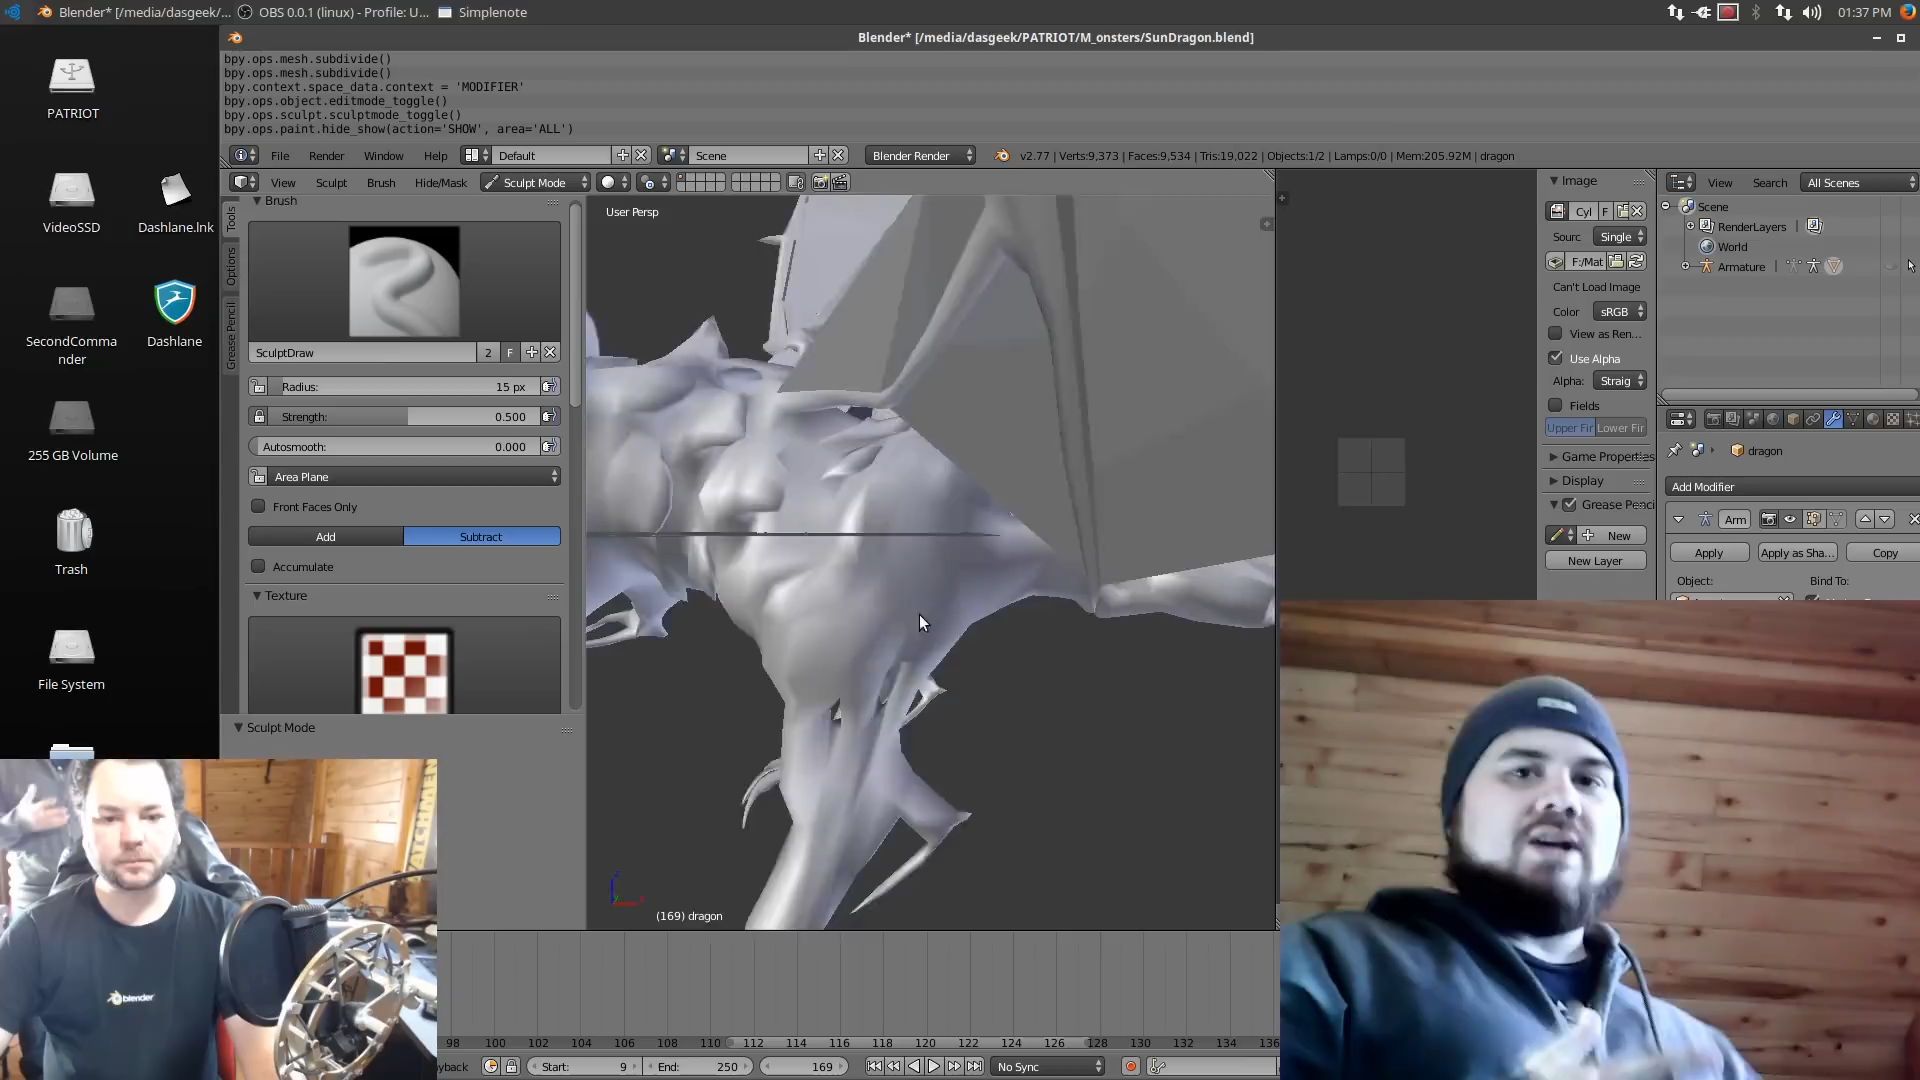 Blender* [/media/dasgeek/... OBS 0.0.1 (linux) - Profile: U... Simplenote 01:37 PM
Blender* [/media/dasgeek/PATRIOT/M_onsters/SunDragon.blend]
bpy.ops.mesh.subdivide()
bpy.ops.mesh.subdivide()
bpy.context.space_data.context = 'MODIFIER'
bpy.ops.object.editmode_toggle()
bpy.ops.sculpt.sculptmode_toggle()
bpy.ops.paint.hide_show(action='SHOW', area='ALL')
PATRIOT
VideoSSD
Dashlane.lnk
SecondComma
nder
Dashlane
255 GB Volume
Trash
File System
File Render Window Help Default Scene Blender Render v2.77 | Verts:9,373 | Faces:9,534 | Tris:19,022 | Objects:1/2 | Lamps:0/0 | Mem:205.92M | dragon
View Sculpt Brush Hide/Mask Sculpt Mode
Tools
Options
Grease Pencil
Brush
SculptDraw 2 F
Radius: 15 px
Strength: 0.500
Autosmooth: 0.000
Area Plane
Front Faces Only
Add Subtract
Accumulate
Texture
Sculpt Mode
User Persp
(169) dragon
Image
Cyl F
Sourc Single
F:/Mat
Can't Load Image
Color sRGB
View as Ren...
Use Alpha
Alpha: Straig
Fields
Upper Fir Lower Fir
Game Properties
Display
Grease Penci
New
New Layer
View Search All Scenes
Scene
RenderLayers
World
Armature
dragon
Add Modifier
Arm
Apply Apply as Sha... Copy
Object: Bind To:
98 100 102 104 106 108 110 112 114 116 118 120 122 124 126 128 130 132 134 136
yback Start: 9 End: 250 169 No Sync
blender
ATACHMEN